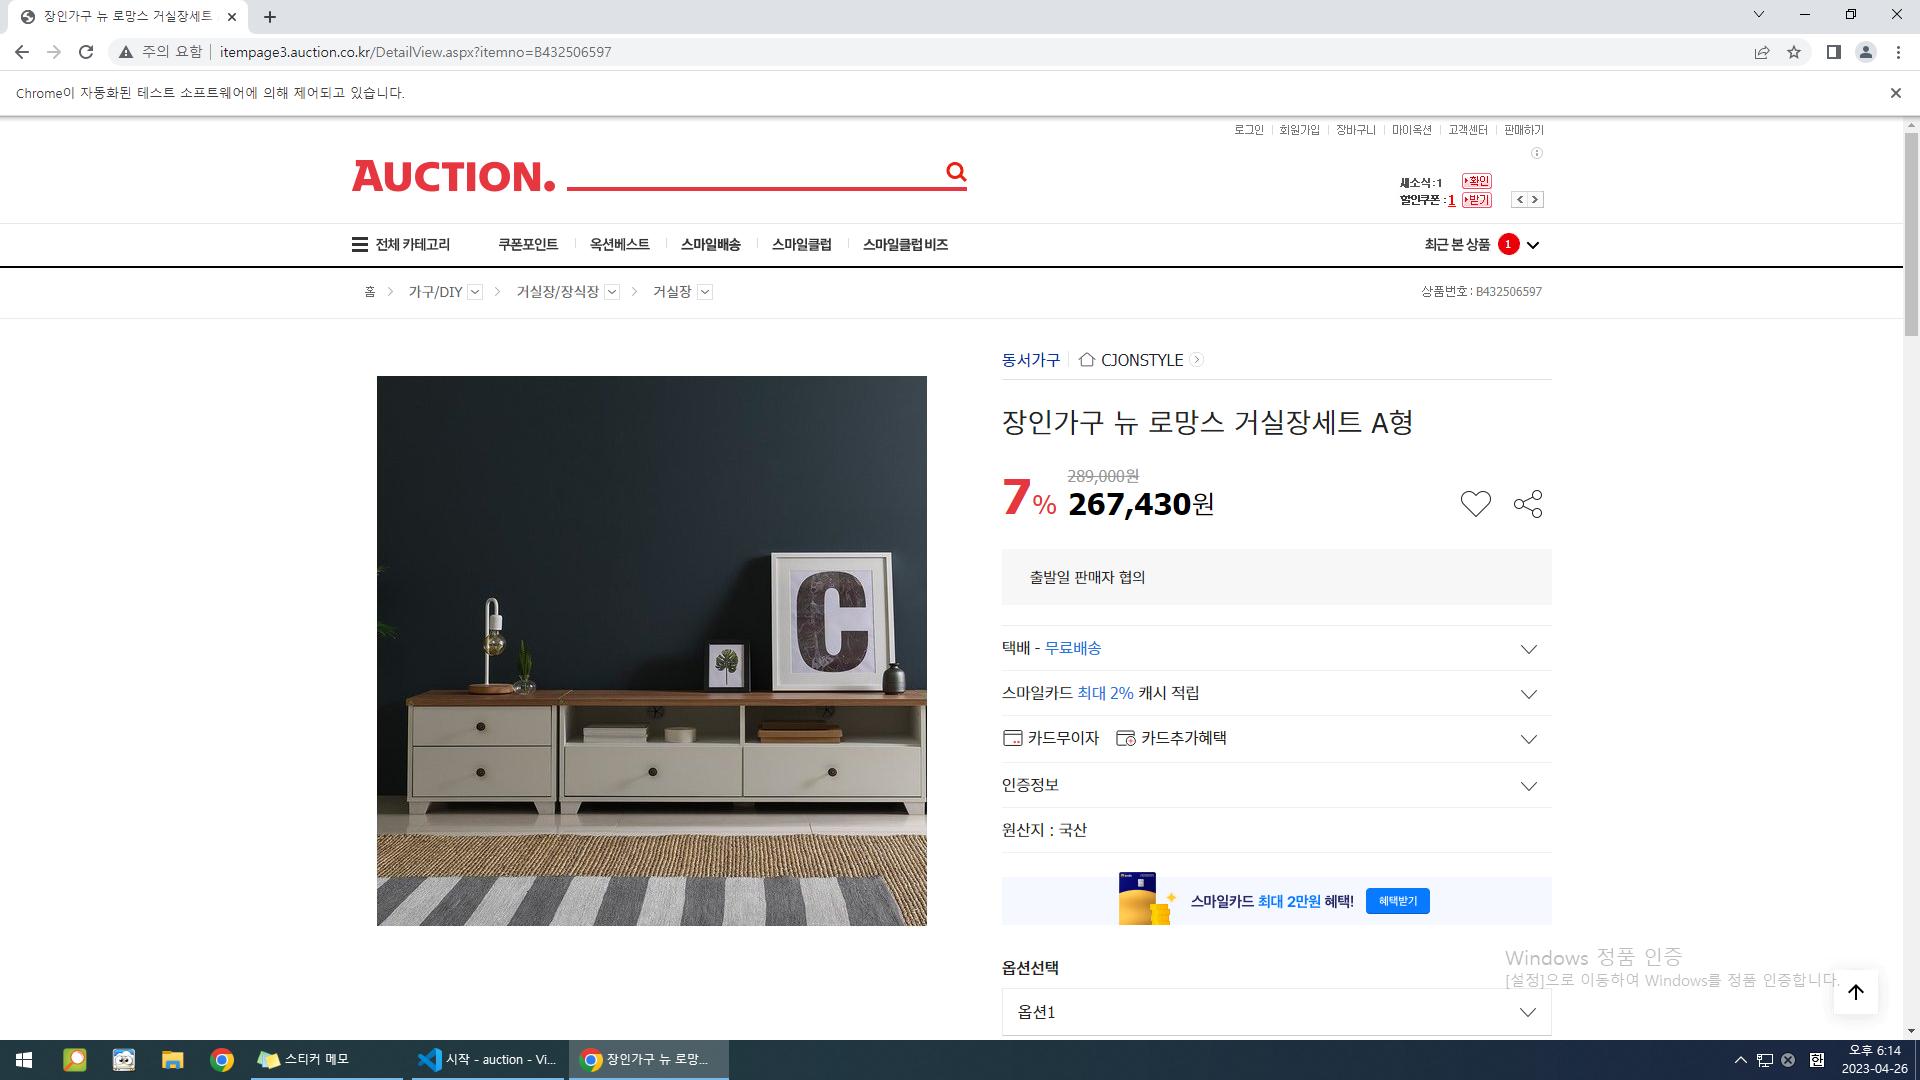 장인가구 뉴 로망스 거실장세트
주의 요함 itempage3.auction.co.kr/DetailView.aspx?itemno=B432506597
Chrome이 자동화된 테스트 소프트웨어에 의해 제어되고 있습니다.
로그인 회원가입 장바구니 마이옥션 고객센터 판매하기
AUCTION.
새소식:1 확인
할인쿠폰:1 받기
전체 카테고리 쿠폰포인트 옥션베스트 스마일배송 스마일클럽 스마일클럽 비즈 최근 본 상품 1
홈 가구/DIY 거실장/장식장 거실장 상품번호 : B432506597
동서가구 CJONSTYLE
장인가구 뉴 로망스 거실장세트 A형
289,000원
7% 267,430원
출발일 판매자 협의
택배 - 무료배송
스마일카드 최대 2% 캐시 적립
카드무이자 카드추가혜택
인증정보
원산지 : 국산
스마일카드 최대 2만원 혜택! 혜택받기
옵션선택
옵션1
C
Windows 정품 인증
[설정]으로 이동하여 Windows를 정품 인증합니다.
스티커 메모 시작 - auction - Vi... 장인가구 뉴 로망...
한 오후 6:14
2023-04-26